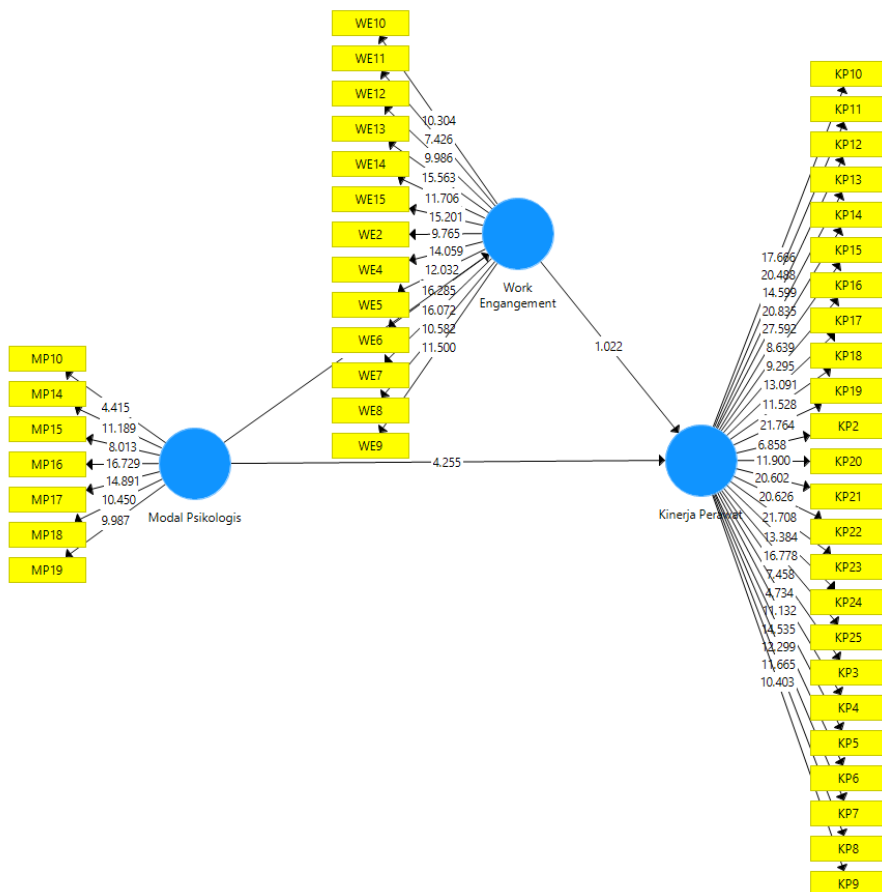 WE10
WE11
WE12
WE13
WE14
WE15
WE2
WE4
WE5
WE6
WE7
WE8
WE9
10.304
7.426
9.986
15.563
11.706
15.201
9.765
14.059
12.032
16.285
16.072
10.582
11.500
Work
Engangement
1.022
MP10
MP14
MP15
MP16
MP17
MP18
MP19
4.415
11.189
8.013
16.729
14.891
10.450
9.987
Modal Psikologis
4.255
Kinerja Perawat
17.666
20.488
14.599
20.835
27.592
8.639
9.295
13.091
11.528
21.764
6.858
11.900
20.602
20.626
21.708
13.384
16.778
7.458
4.734
11.132
14.535
12.299
11.665
10.403
KP10
KP11
KP12
KP13
KP14
KP15
KP16
KP17
KP18
KP19
KP2
KP20
KP21
KP22
KP23
KP24
KP25
KP3
KP4
KP5
KP6
KP7
KP8
KP9